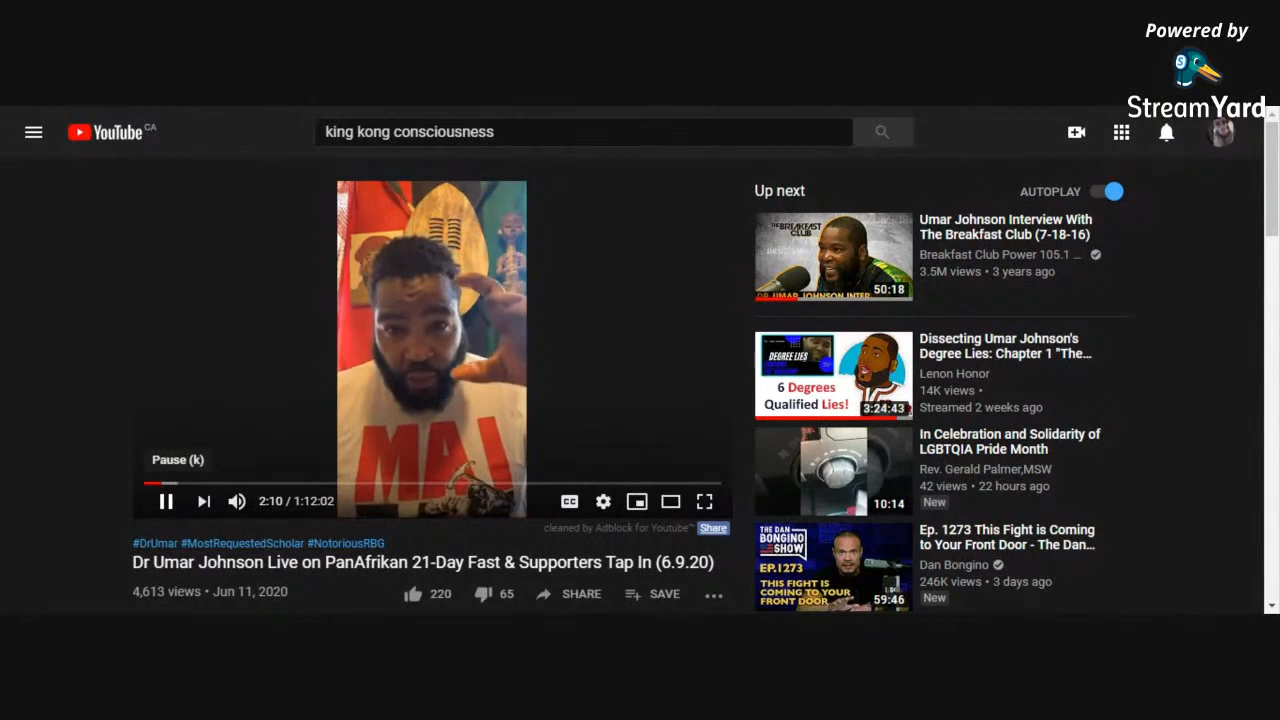 Powered by
StreamYard
YouTube CA
king kong consciousness
MA
Pause (k)
2:10 / 1:12:02
cleaned by Adblock for Youtube™ Share
#DrUmar #MostRequestedScholar #NotoriousRBG
Dr Umar Johnson Live on PanAfrikan 21-Day Fast & Supporters Tap In (6.9.20)
4,613 views • Jun 11, 2020
220
65
SHARE
SAVE
Up next
AUTOPLAY
THE BREAKFAST
CLUB
50:18
Umar Johnson Interview With
The Breakfast Club (7-18-16)
Breakfast Club Power 105.1 ...
3.5M views • 3 years ago
DEGREE LIES
6 Degrees
Qualified Lies!
3:24:43
Dissecting Umar Johnson's
Degree Lies: Chapter 1 "The...
Lenon Honor
14K views •
Streamed 2 weeks ago
10:14
In Celebration and Solidarity of
LGBTQIA Pride Month
Rev. Gerald Palmer,MSW
42 views • 22 hours ago
New
THE DAN
BONGINO
SHOW
EP.1273
THIS FIGHT IS
COMING TO YOUR
FRONT DOOR
59:46
Ep. 1273 This Fight is Coming
to Your Front Door - The Dan...
Dan Bongino
246K views • 3 days ago
New